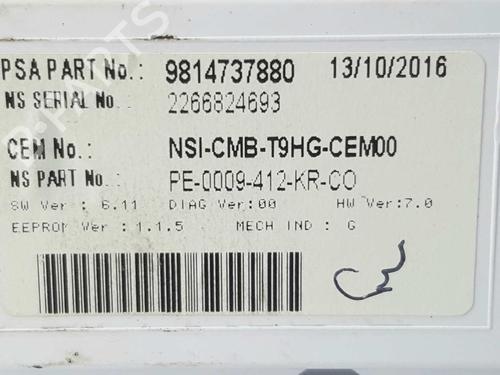 PSA PART No.: 9814737880 13/10/2016
NS SERIAL No.: 2266824693
CEM No.: NSI-CMB-T9HG-CEM00
NS PART No.: PE-0009-412-KR-CO
SW Ver : 6.11 DIAG Ver:00 HW Ver:7.0
EEPROM Ver : 1.1.5 MECH IND : G